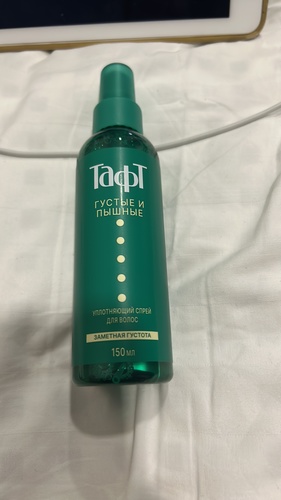 Тафт
ГУСТЫЕ И
ПЫШНЫЕ
УПЛОТНЯЮЩИЙ СПРЕЙ
ДЛЯ ВОЛОС
ЗАМЕТНАЯ ГУСТОТА
150 мл